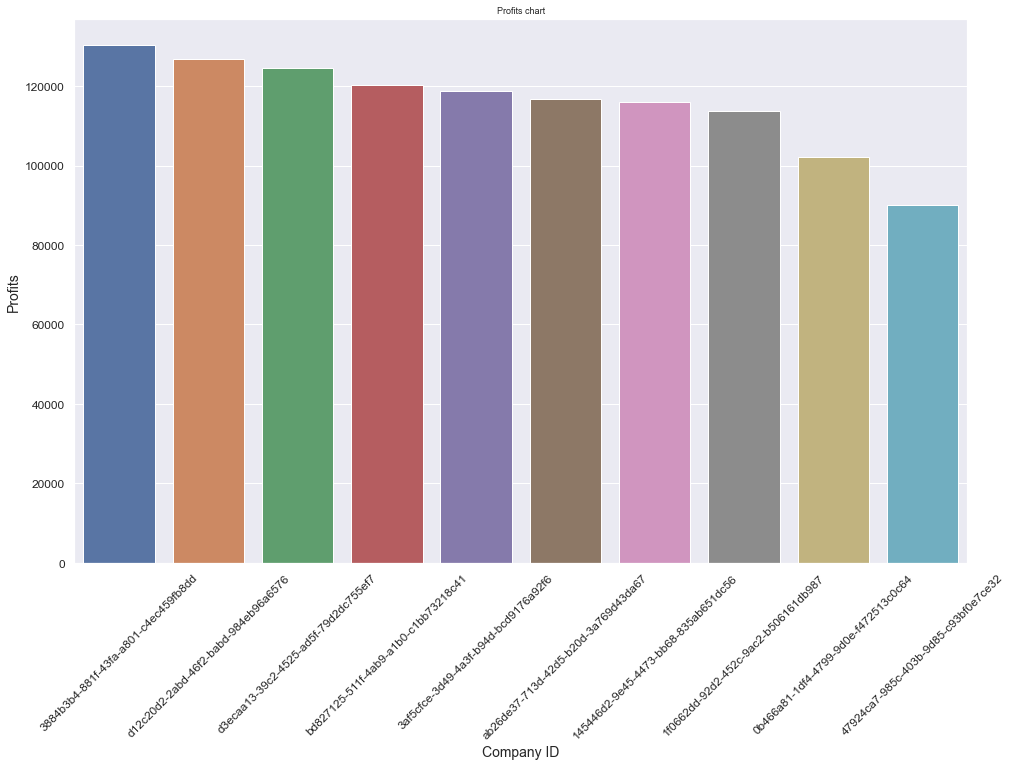 Profits chart
Profits
120000
100000
80000
60000
40000
20000
0
3884b3b4-881f-43fa-a801-c4ec459fb8dd
d12c20d2-2abd-46f2-babd-984eb96a6576
d3ecaa13-39c2-4525-ad5f-79d2dc755ef7
bd827125-511f-4ab9-a1b0-c1bb73218c41
3af5cfce-3d49-4a3f-b94d-bcd9176a92f6
ab26de37-713d-42d5-b20d-3a769d43da67
145446d2-9e45-4473-bb68-835ab651dc56
1f0662dd-92d2-452c-9ac2-b506161db987
0b466a81-1df4-4799-9d0e-f472513c0c64
47924ca7-985c-403b-9d85-c93bf0e7ce32
Company ID